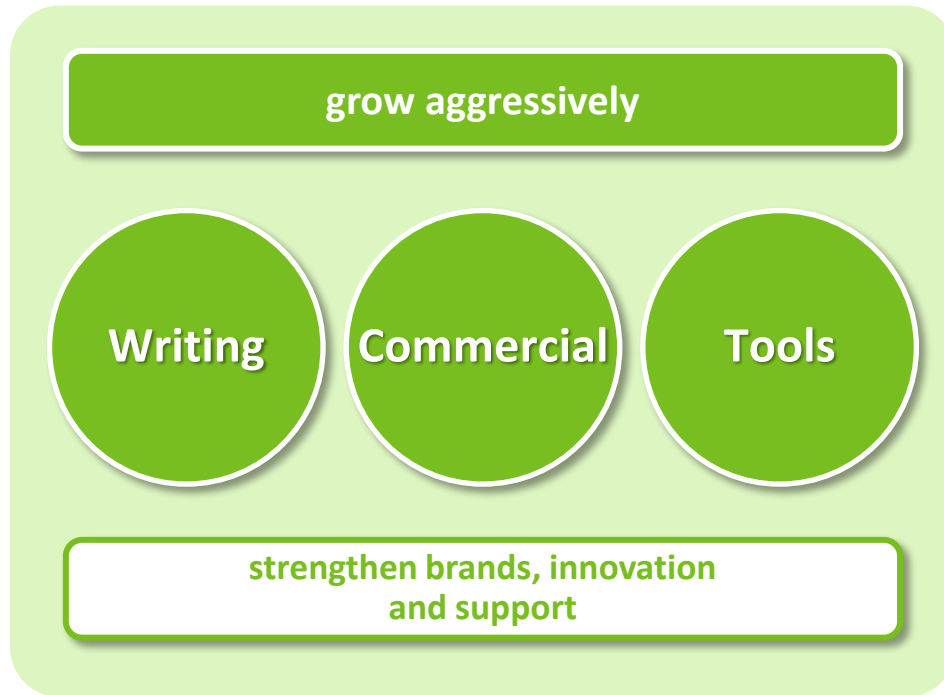 grow aggressively
Writing
Commercial
Tools
strengthen brands, innovation
and support